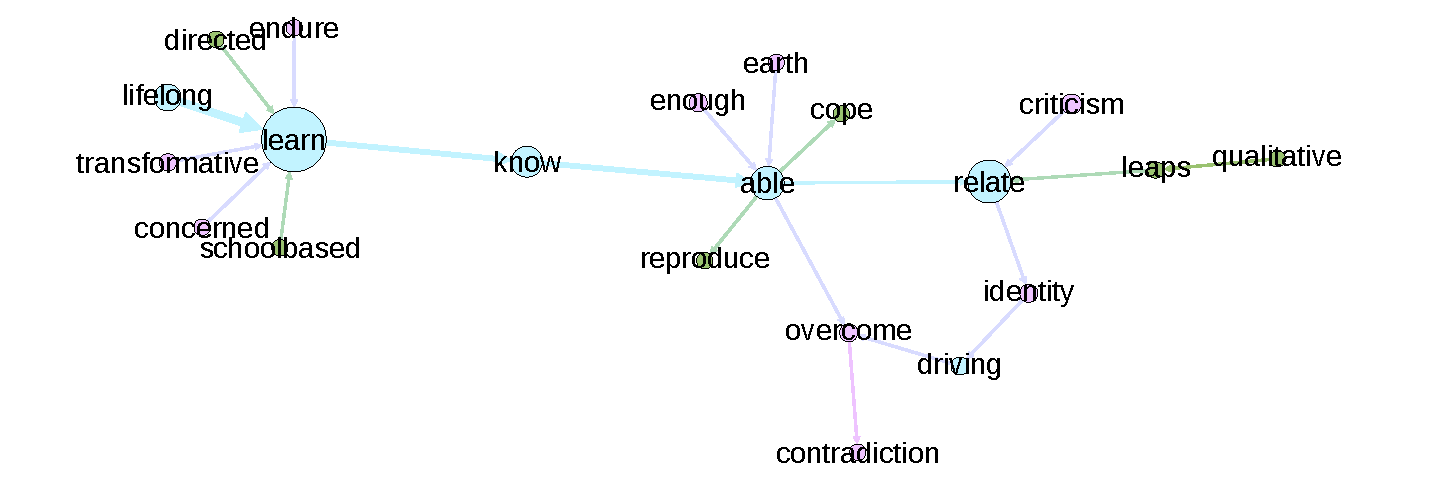 endure
directed
lifelong
learn
transformative
concerned
schoolbased
know
earth
enough
cope
able
reproduce
criticism
relate
leaps
qualitative
identity
overcome
driving
contradiction